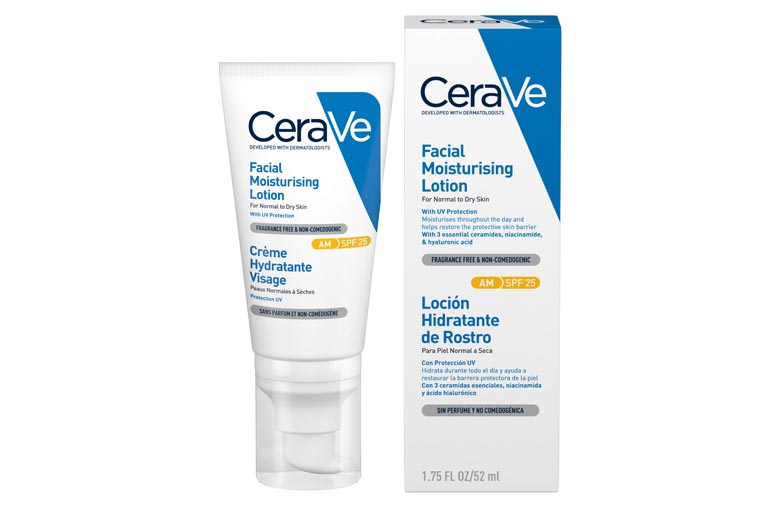 CeraVe
DEVELOPED WITH DERMATOLOGISTS
Facial
Moisturising
Lotion
For Normal to Dry Skin
With UV Protection
FRAGRANCE FREE & NON-COMEDOGENIC
AM SPF 25
Crème
Hydratante
Visage
Peaux Normales à Sèches
Protection UV
SANS PARFUM ET NON-COMÉDOGÈNE
CeraVe
DEVELOPED WITH DERMATOLOGISTS
Facial
Moisturising
Lotion
For Normal to Dry Skin
With UV Protection
Moisturises throughout the day and
helps restore the protective skin barrier
With 3 essential ceramides, niacinamide,
& hyaluronic acid
FRAGRANCE FREE & NON-COMEDOGENIC
AM SPF 25
Loción
Hidratante
de Rostro
Para Piel Normal a Seca
Con Protección UV
Hidrata durante todo el día y ayuda a
restaurar la barrera protectora de la piel
Con 3 ceramidas esenciales, niacinamida
y ácido hialurónico
SIN PERFUME Y NO COMEDOGÉNICA
1.75 FL OZ/52 ml